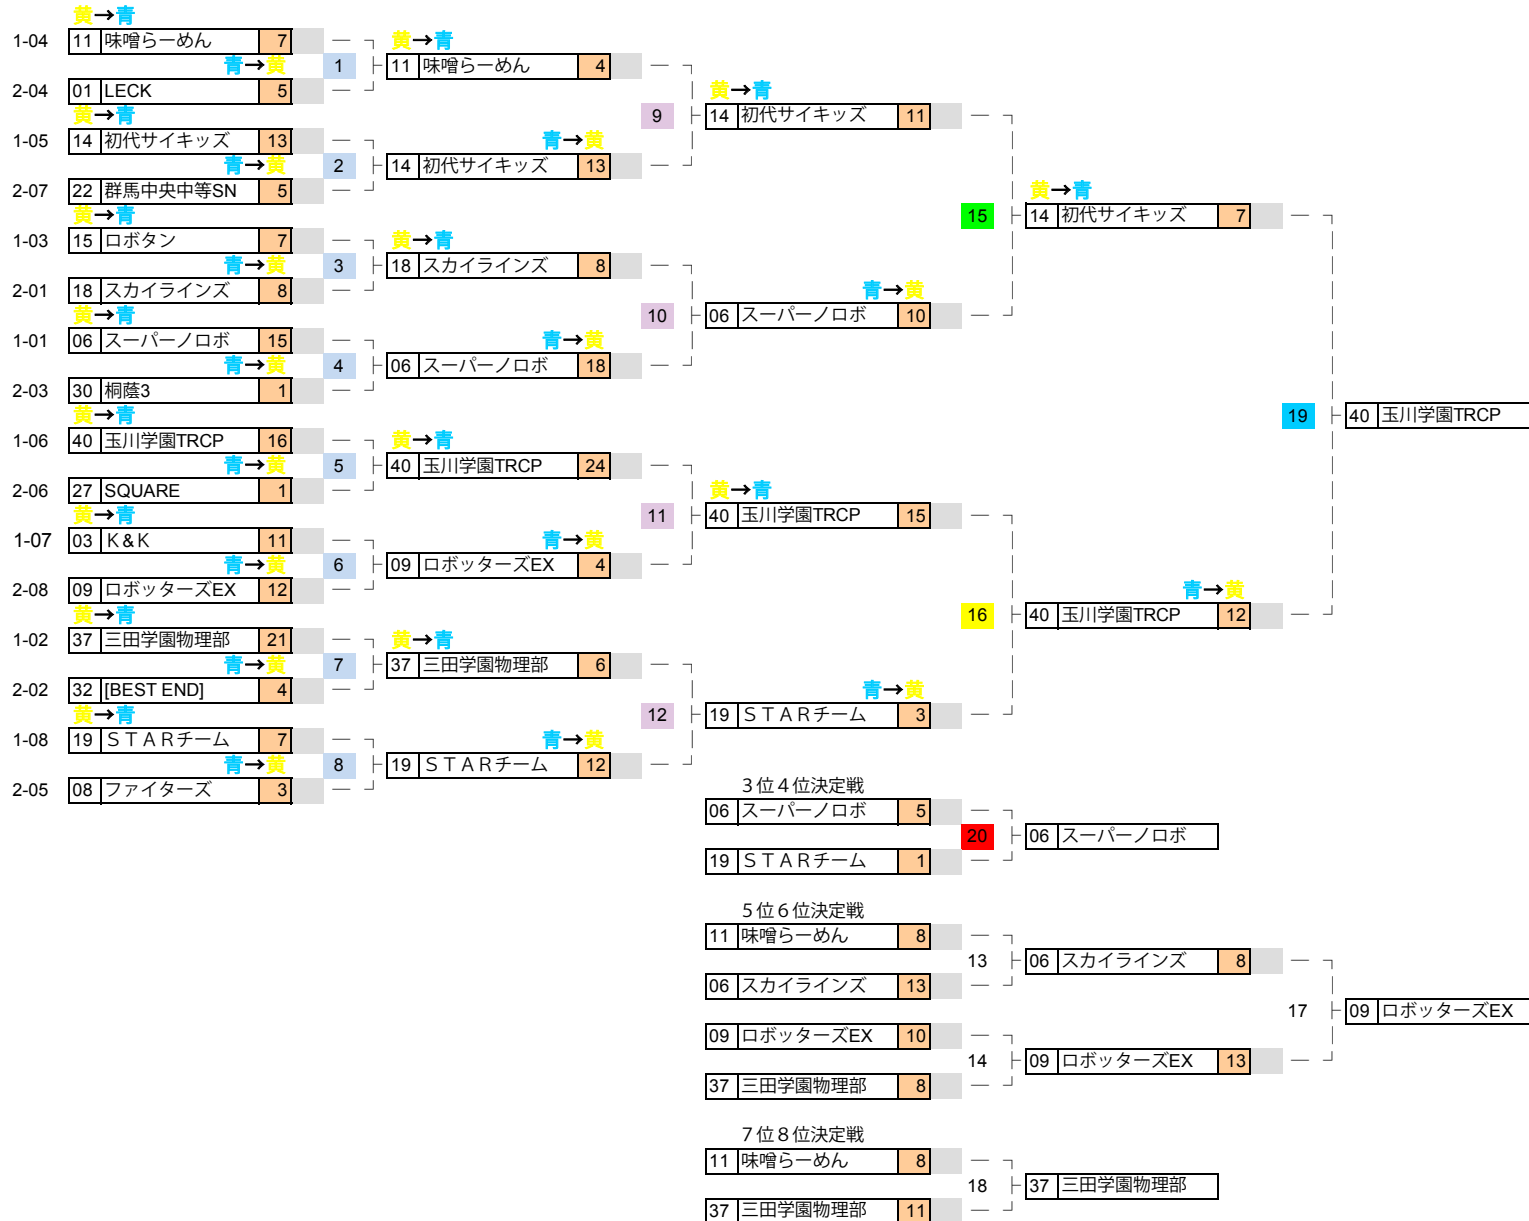 黄→青
1-04 11 味噌らーめん 7
黄→青
青→黄 1 11 味噌らーめん 4
2-04 01 LECK 5
黄→青
黄→青
9 14 初代サイキッズ 11
1-05 14 初代サイキッズ 13
青→黄
青→黄 2 14 初代サイキッズ 13
2-07 22 群馬中央中等SN 5
黄→青
黄→青
15 14 初代サイキッズ 7
1-03 15 ロボタン 7
黄→青
青→黄 3 18 スカイラインズ 8
2-01 18 スカイラインズ 8
青→黄
黄→青
10 06 スーパーノロボ 10
1-01 06 スーパーノロボ 15
青→黄
青→黄 4 06 スーパーノロボ 18
2-03 30 桐蔭3 1
黄→青
19 40 玉川学園TRCP
1-06 40 玉川学園TRCP 16
黄→青
青→黄 5 40 玉川学園TRCP 24
2-06 27 SQUARE 1
黄→青
黄→青
11 40 玉川学園TRCP 15
1-07 03 K&K 11
青→黄
青→黄 6 09 ロボッターズEX 4
2-08 09 ロボッターズEX 12
青→黄
黄→青
16 40 玉川学園TRCP 12
1-02 37 三田学園物理部 21
黄→青
青→黄 7 37 三田学園物理部 6
2-02 32 [BEST END] 4
青→黄
黄→青
12 19 STARチーム 3
1-08 19 STARチーム 7
青→黄
青→黄 8 19 STARチーム 12
2-05 08 ファイターズ 3
3位4位決定戦
06 スーパーノロボ 5
20 06 スーパーノロボ
19 STARチーム 1
5位6位決定戦
11 味噌らーめん 8
13 06 スカイラインズ 8
06 スカイラインズ 13
17 09 ロボッターズEX
09 ロボッターズEX 10
14 09 ロボッターズEX 13
37 三田学園物理部 8
7位8位決定戦
11 味噌らーめん 8
18 37 三田学園物理部
37 三田学園物理部 11